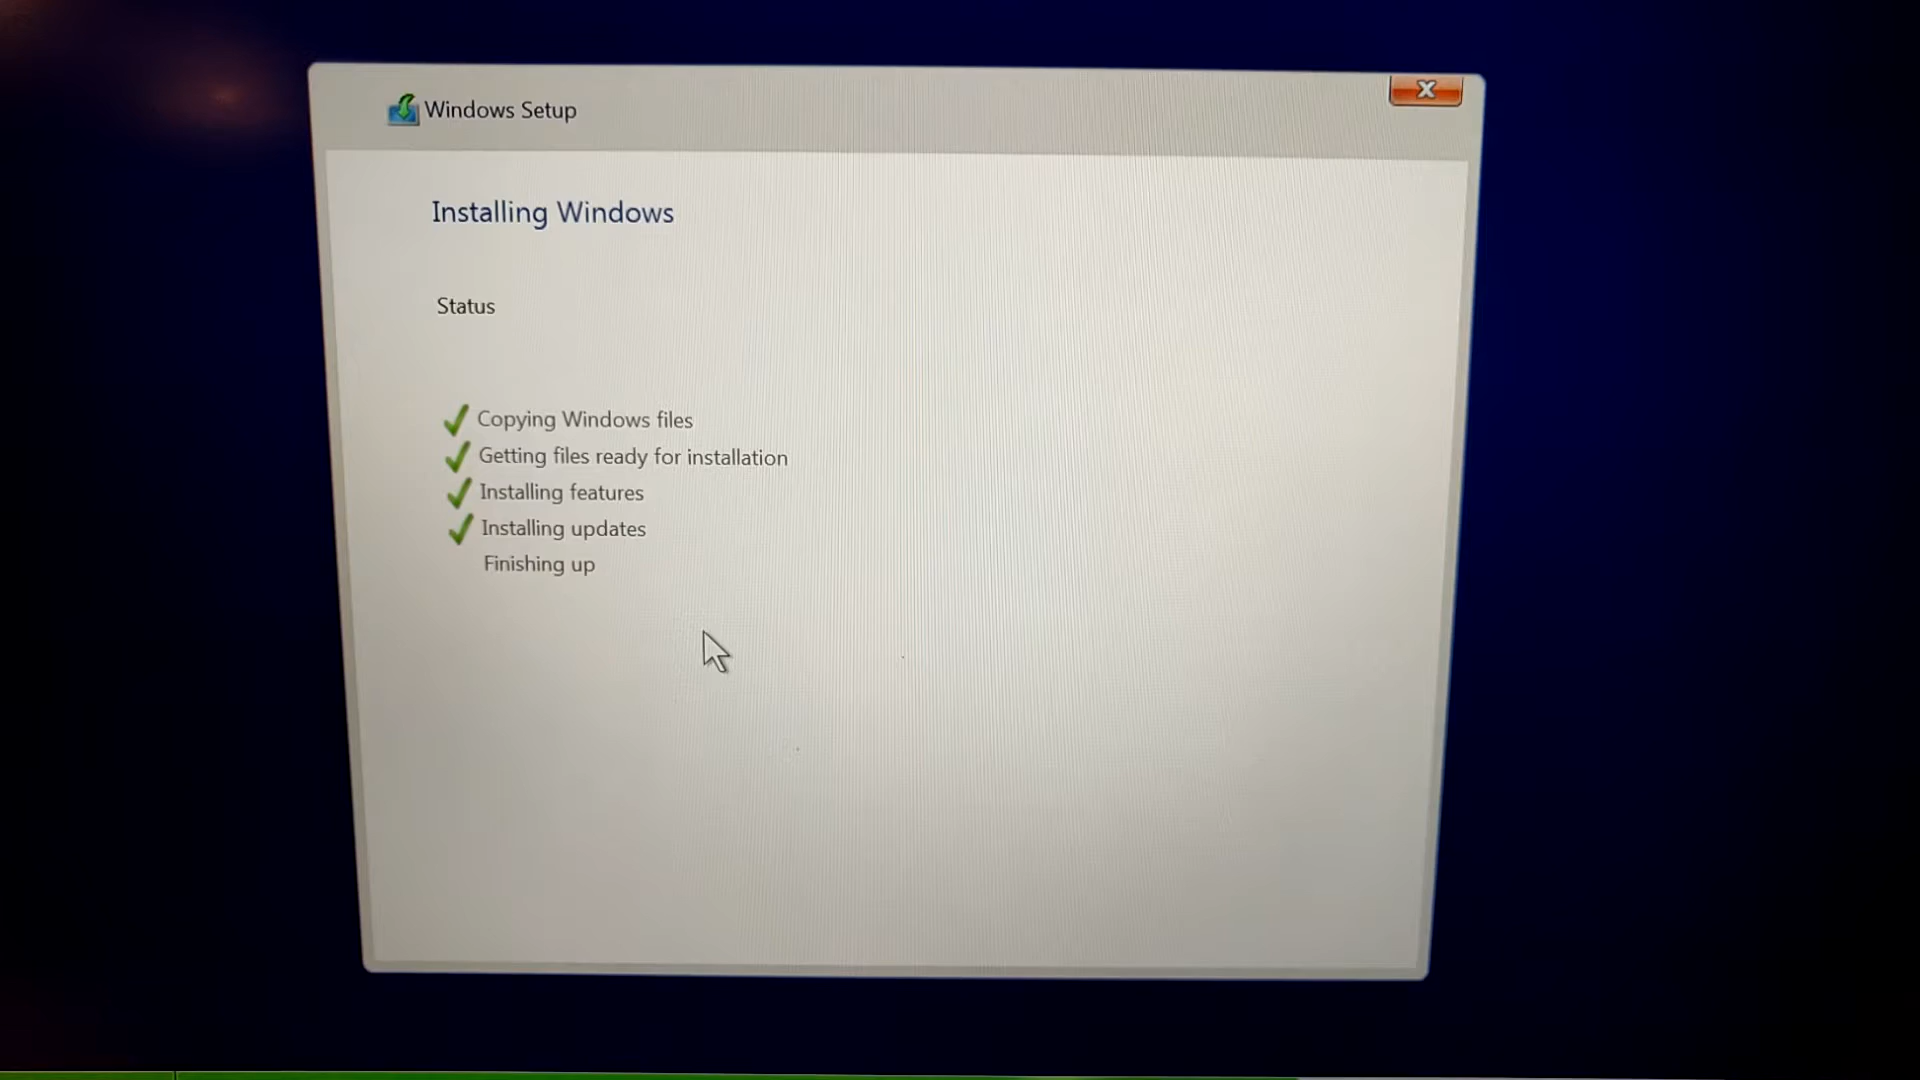 Windows Setup
Installing Windows
Status
Copying Windows files
Getting files ready for installation
Installing features
Installing updates
Finishing up